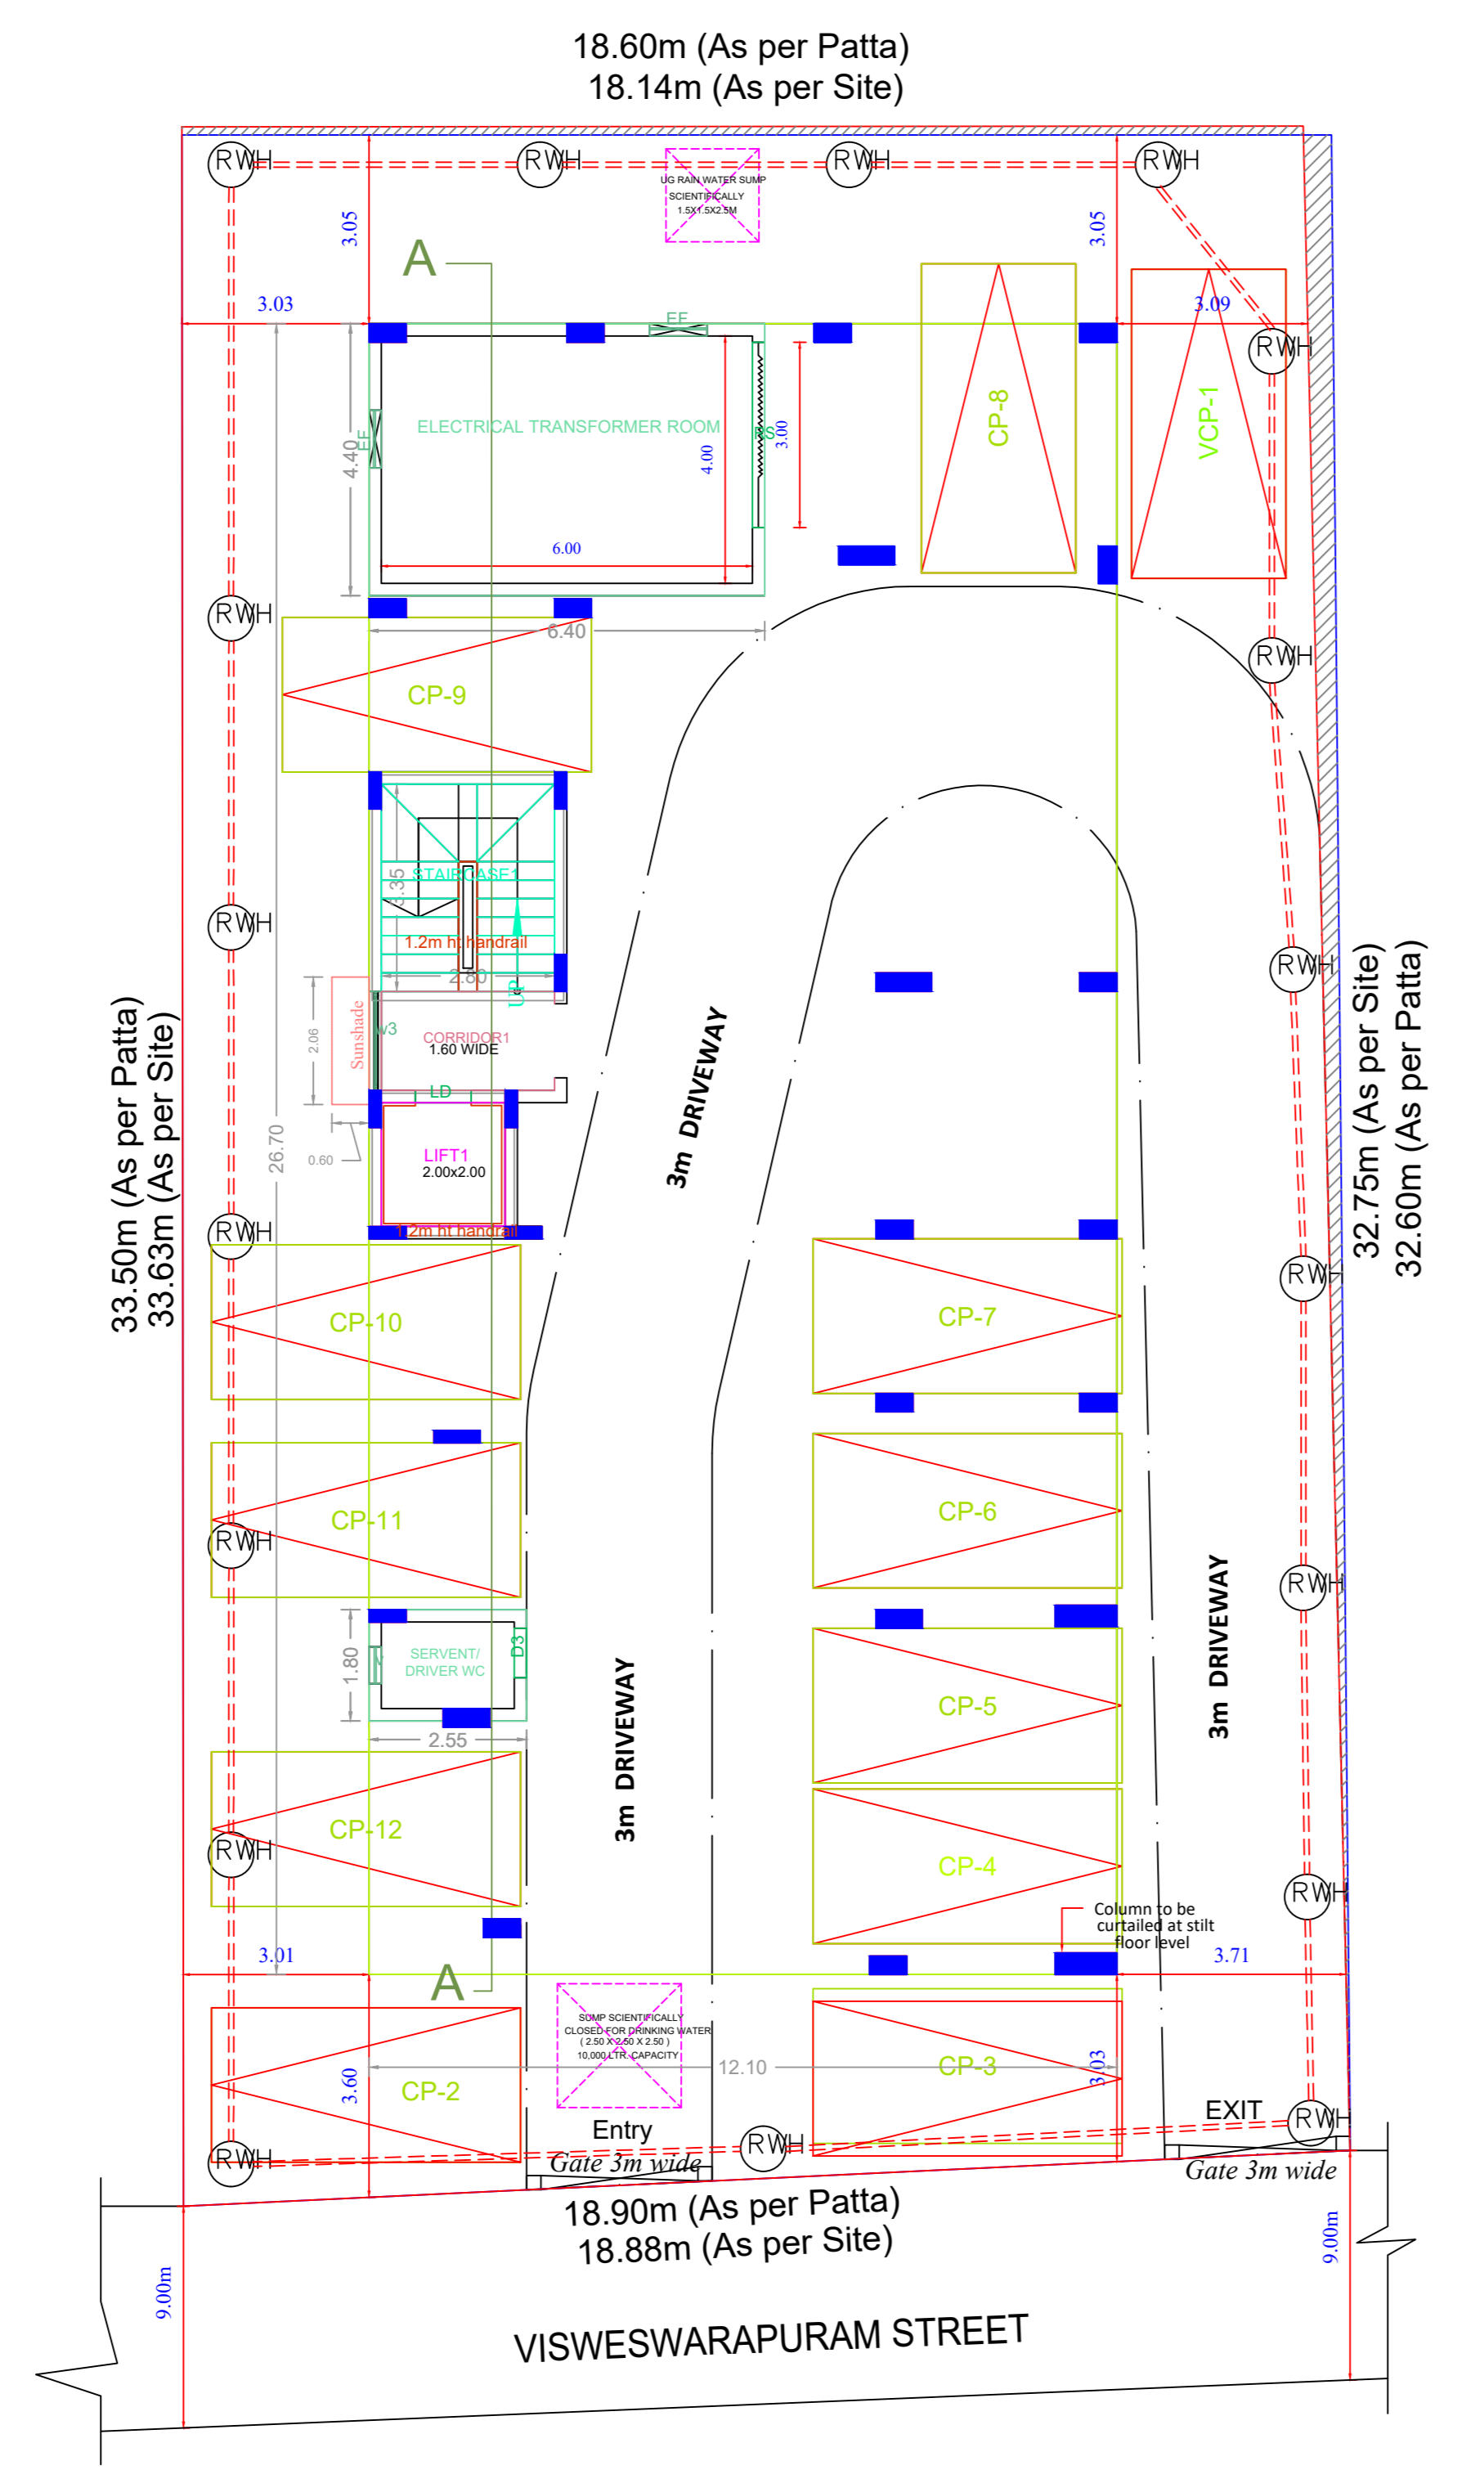 18.60m (As per Patta)
18.14m (As per Site)
RWH
RWH
RWH
RWH
UG RAIN WATER SUMP
SCIENTIFICALLY
1.5X1.5X2.5M
3.05
3.05
A
3.03
3.09
EF
RWH
ELECTRICAL TRANSFORMER ROOM
EF
4.40
4.00
RS
3.00
CP-8
VCP-1
6.00
RWH
6.40
RWH
CP-9
STAIRCASE1
3.35
1.2m ht handrail
2.80
UP
RWH
RWH
Sunshade
2.06
w3
CORRIDOR1
1.60 WIDE
LD
0.60
26.70
LIFT1
2.00x2.00
1.2m ht handrail
3m DRIVEWAY
33.50m (As per Patta)
33.63m (As per Site)
32.75m (As per Site)
32.60m (As per Patta)
RWH
RWH
CP-10
CP-7
CP-11
CP-6
RWH
RWH
SERVENT/
DRIVER WC
D3
V
1.80
2.55
3m DRIVEWAY
3m DRIVEWAY
CP-5
CP-12
CP-4
RWH
RWH
Column to be
curtailed at stilt
floor level
3.01
3.71
A
SUMP SCIENTIFICALLY
CLOSED FOR DRINKING WATER
( 2.50 X 2.50 X 2.50 )
10,000 LTR. CAPACITY
12.10
CP-3
3.03
CP-2
3.60
Entry
EXIT
RWH
RWH
RWH
Gate 3m wide
Gate 3m wide
18.90m (As per Patta)
18.88m (As per Site)
9.00m
9.00m
VISWESWARAPURAM STREET